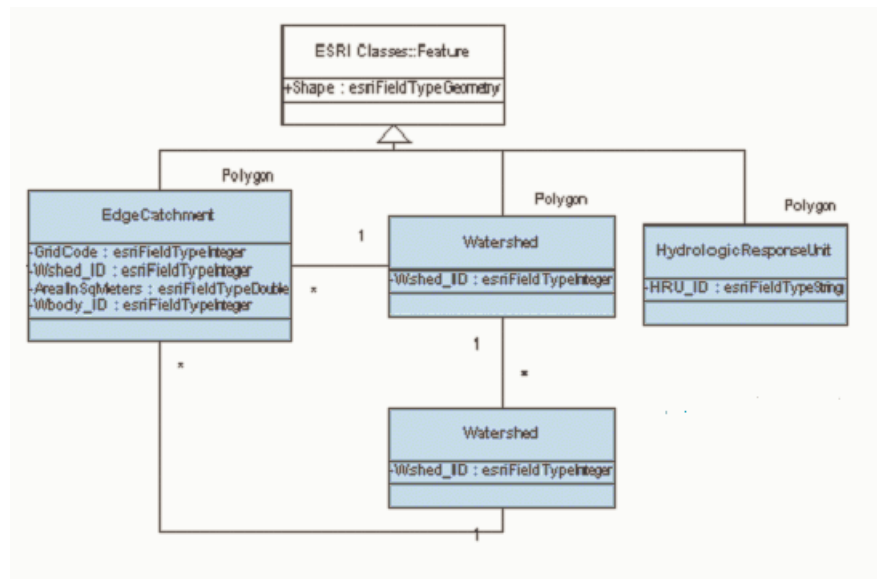 ESRI Classes::Feature
+Shape : esriFieldTypeGeometry
Polygon
EdgeCatchment
-GridCode : esriFieldTypeInteger
-Wshed_ID : esriFieldTypeInteger
-AreaInSqMeters : esriFieldTypeDouble
-Wbody_ID : esriFieldTypeInteger
1
*
Polygon
Watershed
-Wshed_ID : esriFieldTypeInteger
Polygon
HydrologicResponseUnit
-HRU_ID : esriFieldTypeString
1
*
*
Watershed
-Wshed_ID : esriFieldTypeInteger
1